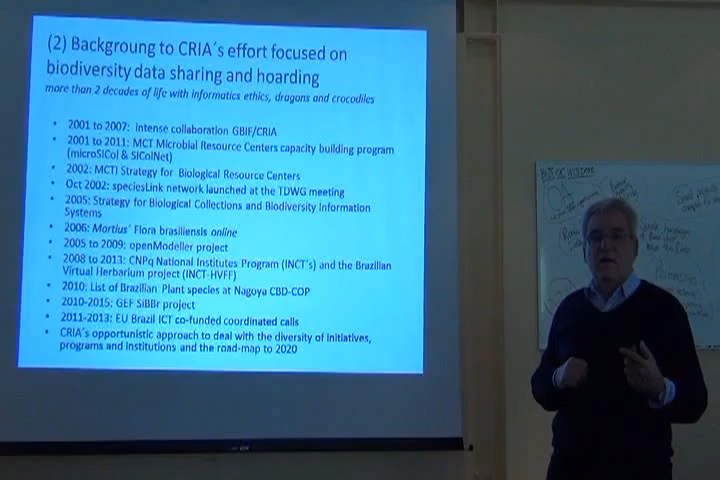 (2) Backgroung to CRIA´s effort focused on
biodiversity data sharing and hoarding
more than 2 decades of life with informatics ethics, dragons and crocodiles
• 2001 to 2007: Intense collaboration GBIF/CRIA
• 2001 to 2011: MCT Microbial Resource Centers capacity building program
(microSICol & SIColNet)
• 2002: MCTI Strategy for Biological Resource Centers
• Oct 2002: speciesLink network launched at the TDWG meeting
• 2005: Strategy for Biological Collections and Biodiversity Information
Systems
• 2006: Martius' Flora brasiliensis online
• 2005 to 2009: openModeller project
• 2008 to 2013: CNPq National Institutes Program (INCT's) and the Brazilian
Virtual Herbarium project (INCT-HVFF)
• 2010: List of Brazilian Plant species at Nagoya CBD-COP
• 2010-2015: GEF SiBBr project
• 2011-2013: EU Brazil ICT co-funded coordinated calls
• CRIA´s opportunistic approach to deal with the diversity of initiatives,
programs and institutions and the road-map to 2020
OA